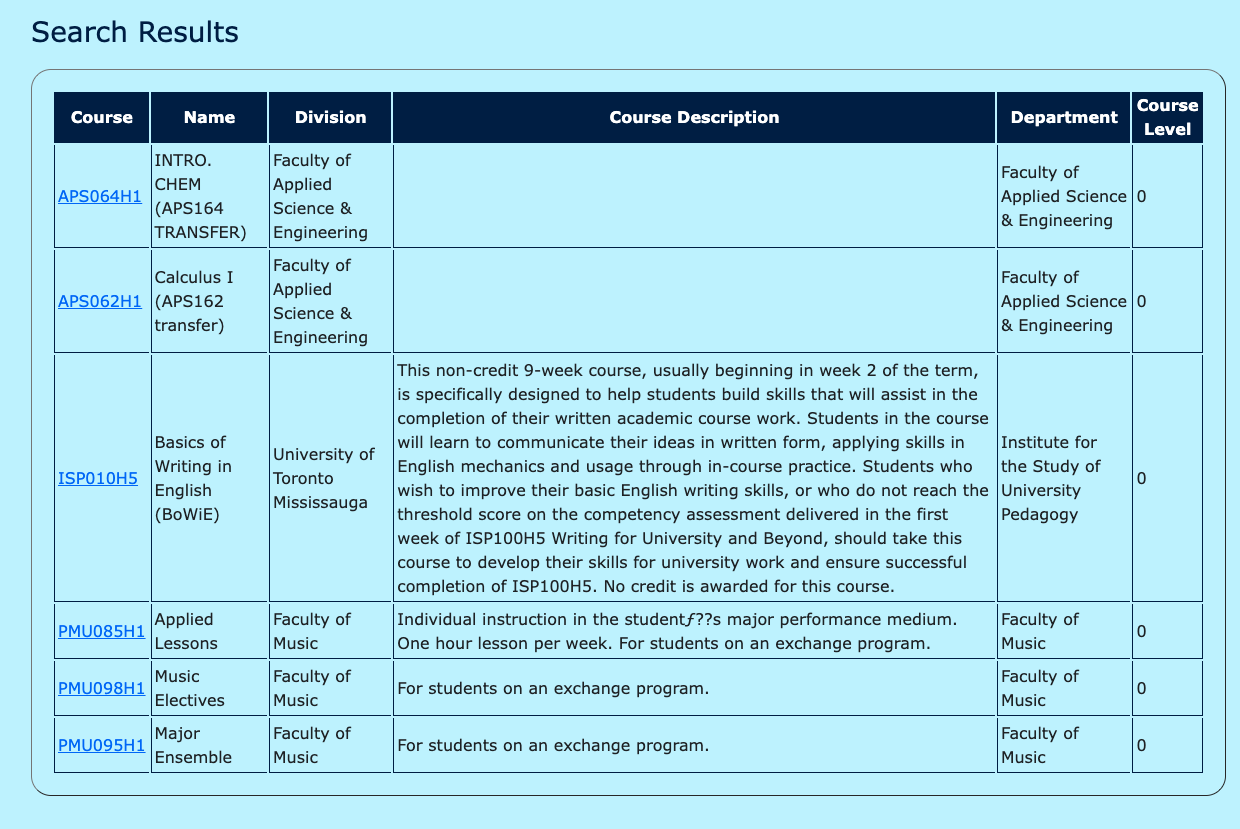 Search Results
Course Name Division Course Description Department Course Level
APS064H1
INTRO.
CHEM
(APS164
TRANSFER)
Faculty of
Applied
Science &
Engineering
Faculty of
Applied Science
& Engineering
0
APS062H1
Calculus I
(APS162
transfer)
Faculty of
Applied
Science &
Engineering
Faculty of
Applied Science
& Engineering
0
ISP010H5
Basics of
Writing in
English
(BoWiE)
University of
Toronto
Mississauga
This non-credit 9-week course, usually beginning in week 2 of the term,
is specifically designed to help students build skills that will assist in the
completion of their written academic course work. Students in the course
will learn to communicate their ideas in written form, applying skills in
English mechanics and usage through in-course practice. Students who
wish to improve their basic English writing skills, or who do not reach the
threshold score on the competency assessment delivered in the first
week of ISP100H5 Writing for University and Beyond, should take this
course to develop their skills for university work and ensure successful
completion of ISP100H5. No credit is awarded for this course.
Institute for
the Study of
University
Pedagogy
0
PMU085H1
Applied
Lessons
Faculty of
Music
Individual instruction in the studentƒ??s major performance medium.
One hour lesson per week. For students on an exchange program.
Faculty of
Music
0
PMU098H1
Music
Electives
Faculty of
Music
For students on an exchange program.
Faculty of
Music
0
PMU095H1
Major
Ensemble
Faculty of
Music
For students on an exchange program.
Faculty of
Music
0